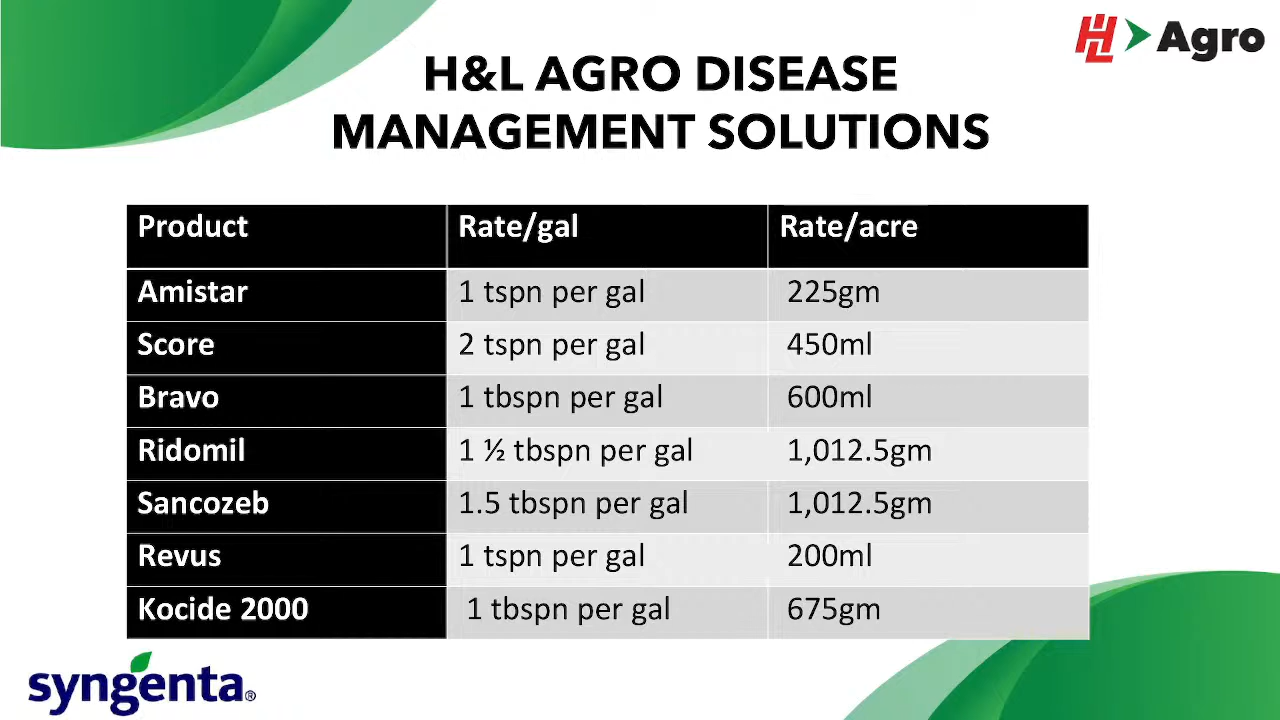 HL Agro
H&L AGRO DISEASE
MANAGEMENT SOLUTIONS
Product Rate/gal Rate/acre
Amistar 1 tspn per gal 225gm
Score 2 tspn per gal 450ml
Bravo 1 tbspn per gal 600ml
Ridomil 1 ½ tbspn per gal 1,012.5gm
Sancozeb 1.5 tbspn per gal 1,012.5gm
Revus 1 tspn per gal 200ml
Kocide 2000 1 tbspn per gal 675gm
syngenta®